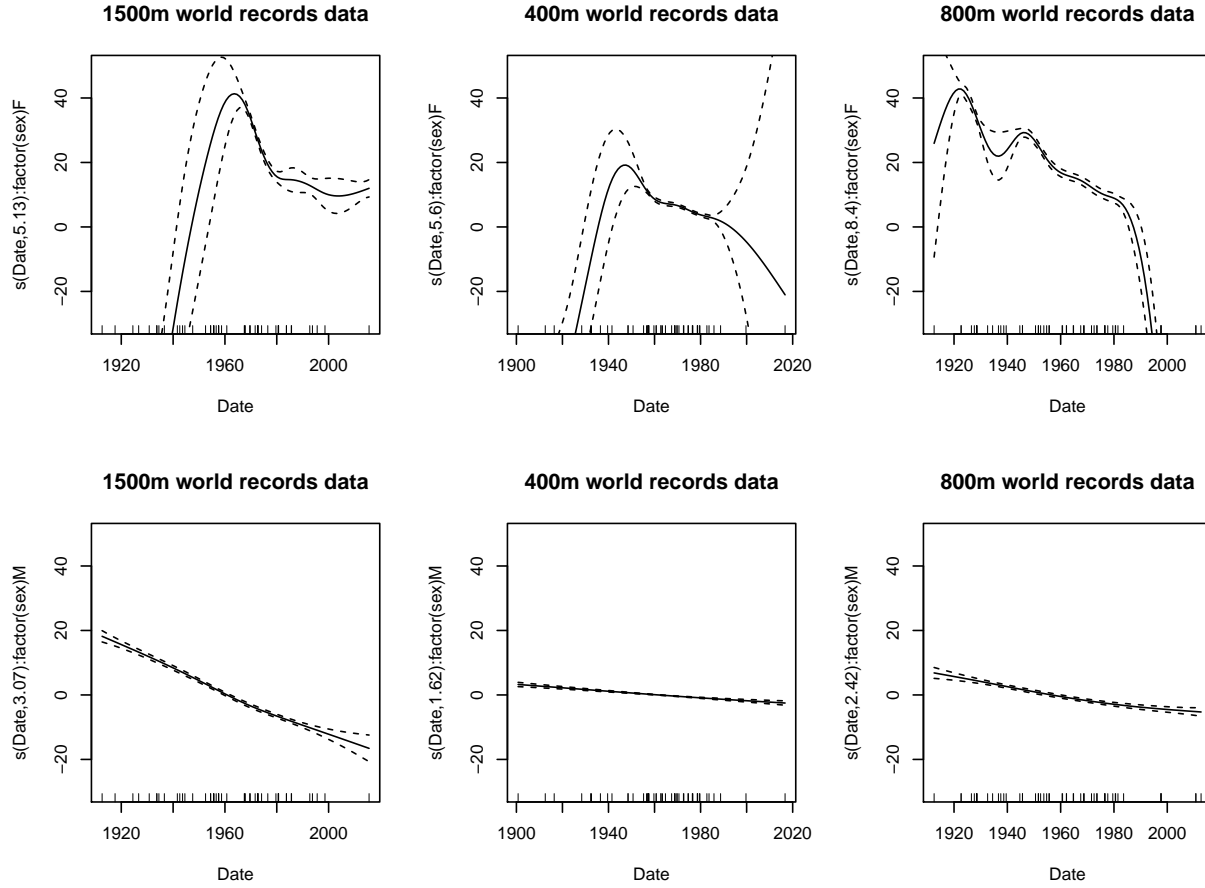 1500m world records data
400m world records data
800m world records data
s(Date,5.13):factor(sex)F
40
20
0
−20
1920
1960
2000
Date
s(Date,5.6):factor(sex)F
40
20
0
−20
1900
1940
1980
2020
Date
s(Date,8.4):factor(sex)F
40
20
0
−20
1920
1940
1960
1980
2000
Date
1500m world records data
400m world records data
800m world records data
s(Date,3.07):factor(sex)M
40
20
0
−20
1920
1960
2000
Date
s(Date,1.62):factor(sex)M
40
20
0
−20
1900
1940
1980
2020
Date
s(Date,2.42):factor(sex)M
40
20
0
−20
1920
1940
1960
1980
2000
Date